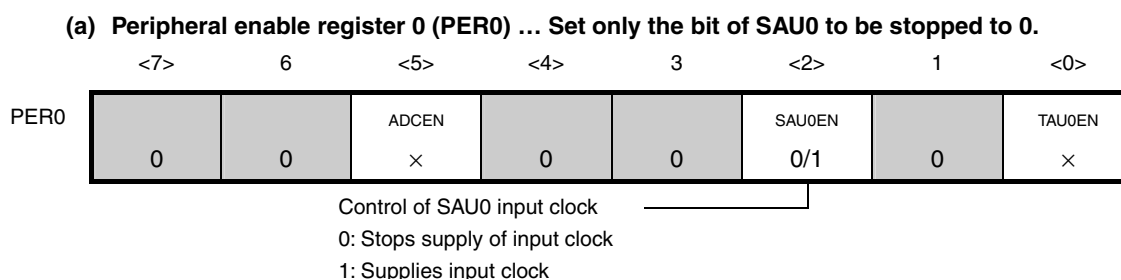 (a) Peripheral enable register 0 (PER0) … Set only the bit of SAU0 to be stopped to 0.
<7> 6 <5> <4> 3 <2> 1 <0>
PER0 ADCEN SAU0EN TAU0EN
0 0 × 0 0 0/1 0 ×
Control of SAU0 input clock
0: Stops supply of input clock
1: Supplies input clock